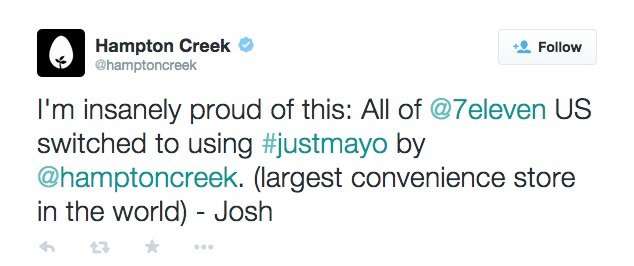 Hampton Creek
@hamptoncreek
Follow
I'm insanely proud of this: All of @7eleven US
switched to using #justmayo by
@hamptoncreek. (largest convenience store
in the world) - Josh